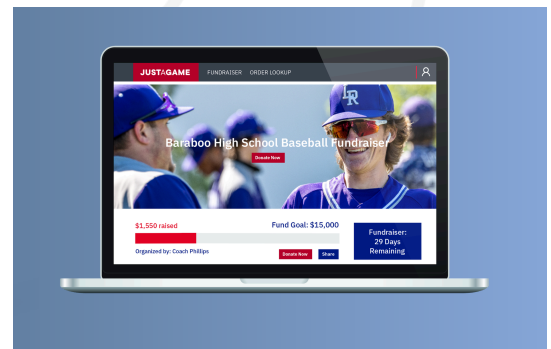 JUSTAGAME FUNDRAISER ORDER LOOKUP
LR
Baraboo High School Baseball Fundraiser
Donate Now
$1,550 raised
Fund Goal: $15,000
Organized by: Coach Phillips
Donate Now
Share
Fundraiser:
29 Days
Remaining